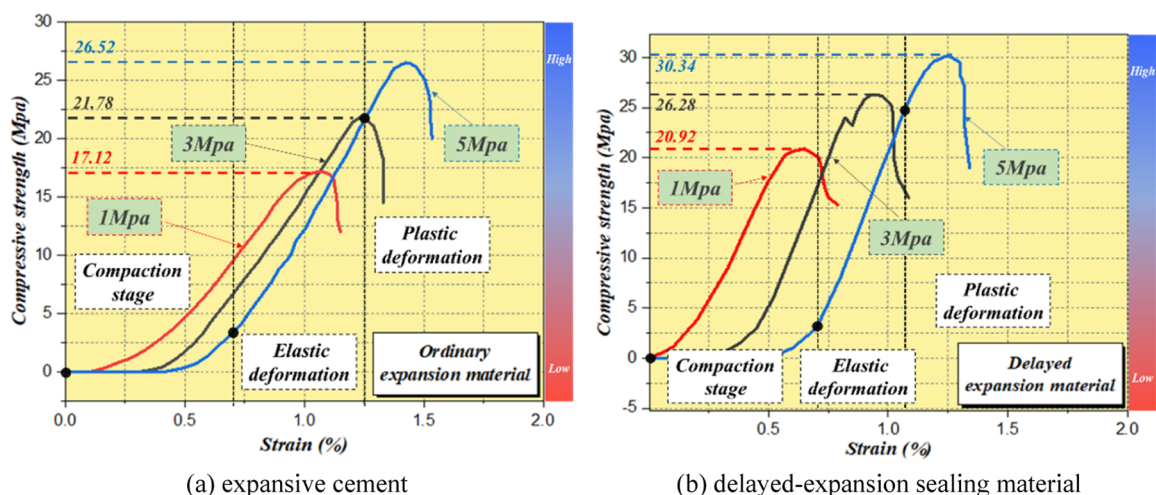 30
25
20
15
10
5
0
Compressive strength (Mpa)
26.52
21.78
17.12
3Mpa
5Mpa
1Mpa
Compaction
stage
Plastic
deformation
Elastic
deformation
Ordinary
expansion material
0.0 0.5 1.0 1.5 2.0
Strain (%)
High
Low
(a) expansive cement
30
25
20
15
10
5
0
-5
Compressive strength (Mpa)
30.34
26.28
20.92
1Mpa
5Mpa
3Mpa
Plastic
deformation
Compaction
stage
Elastic
deformation
Delayed
expansion material
0.5 1.0 1.5 2.0
Strain (%)
High
Low
(b) delayed-expansion sealing material